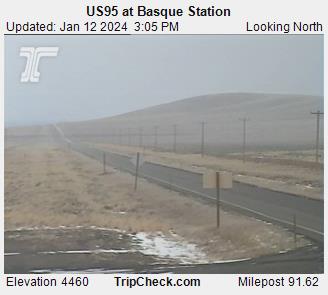 US95 at Basque Station
Updated: Jan 12 2024 3:05 PM Looking North
Elevation 4460 TripCheck.com Milepost 91.62